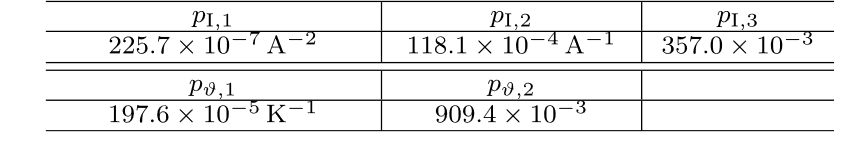 p_{I,1} p_{I,2} p_{I,3}
225.7 × 10^{−7} A^{−2} 118.1 × 10^{−4} A^{−1} 357.0 × 10^{−3}
p_{ϑ,1} p_{ϑ,2}
197.6 × 10^{−5} K^{−1} 909.4 × 10^{−3}